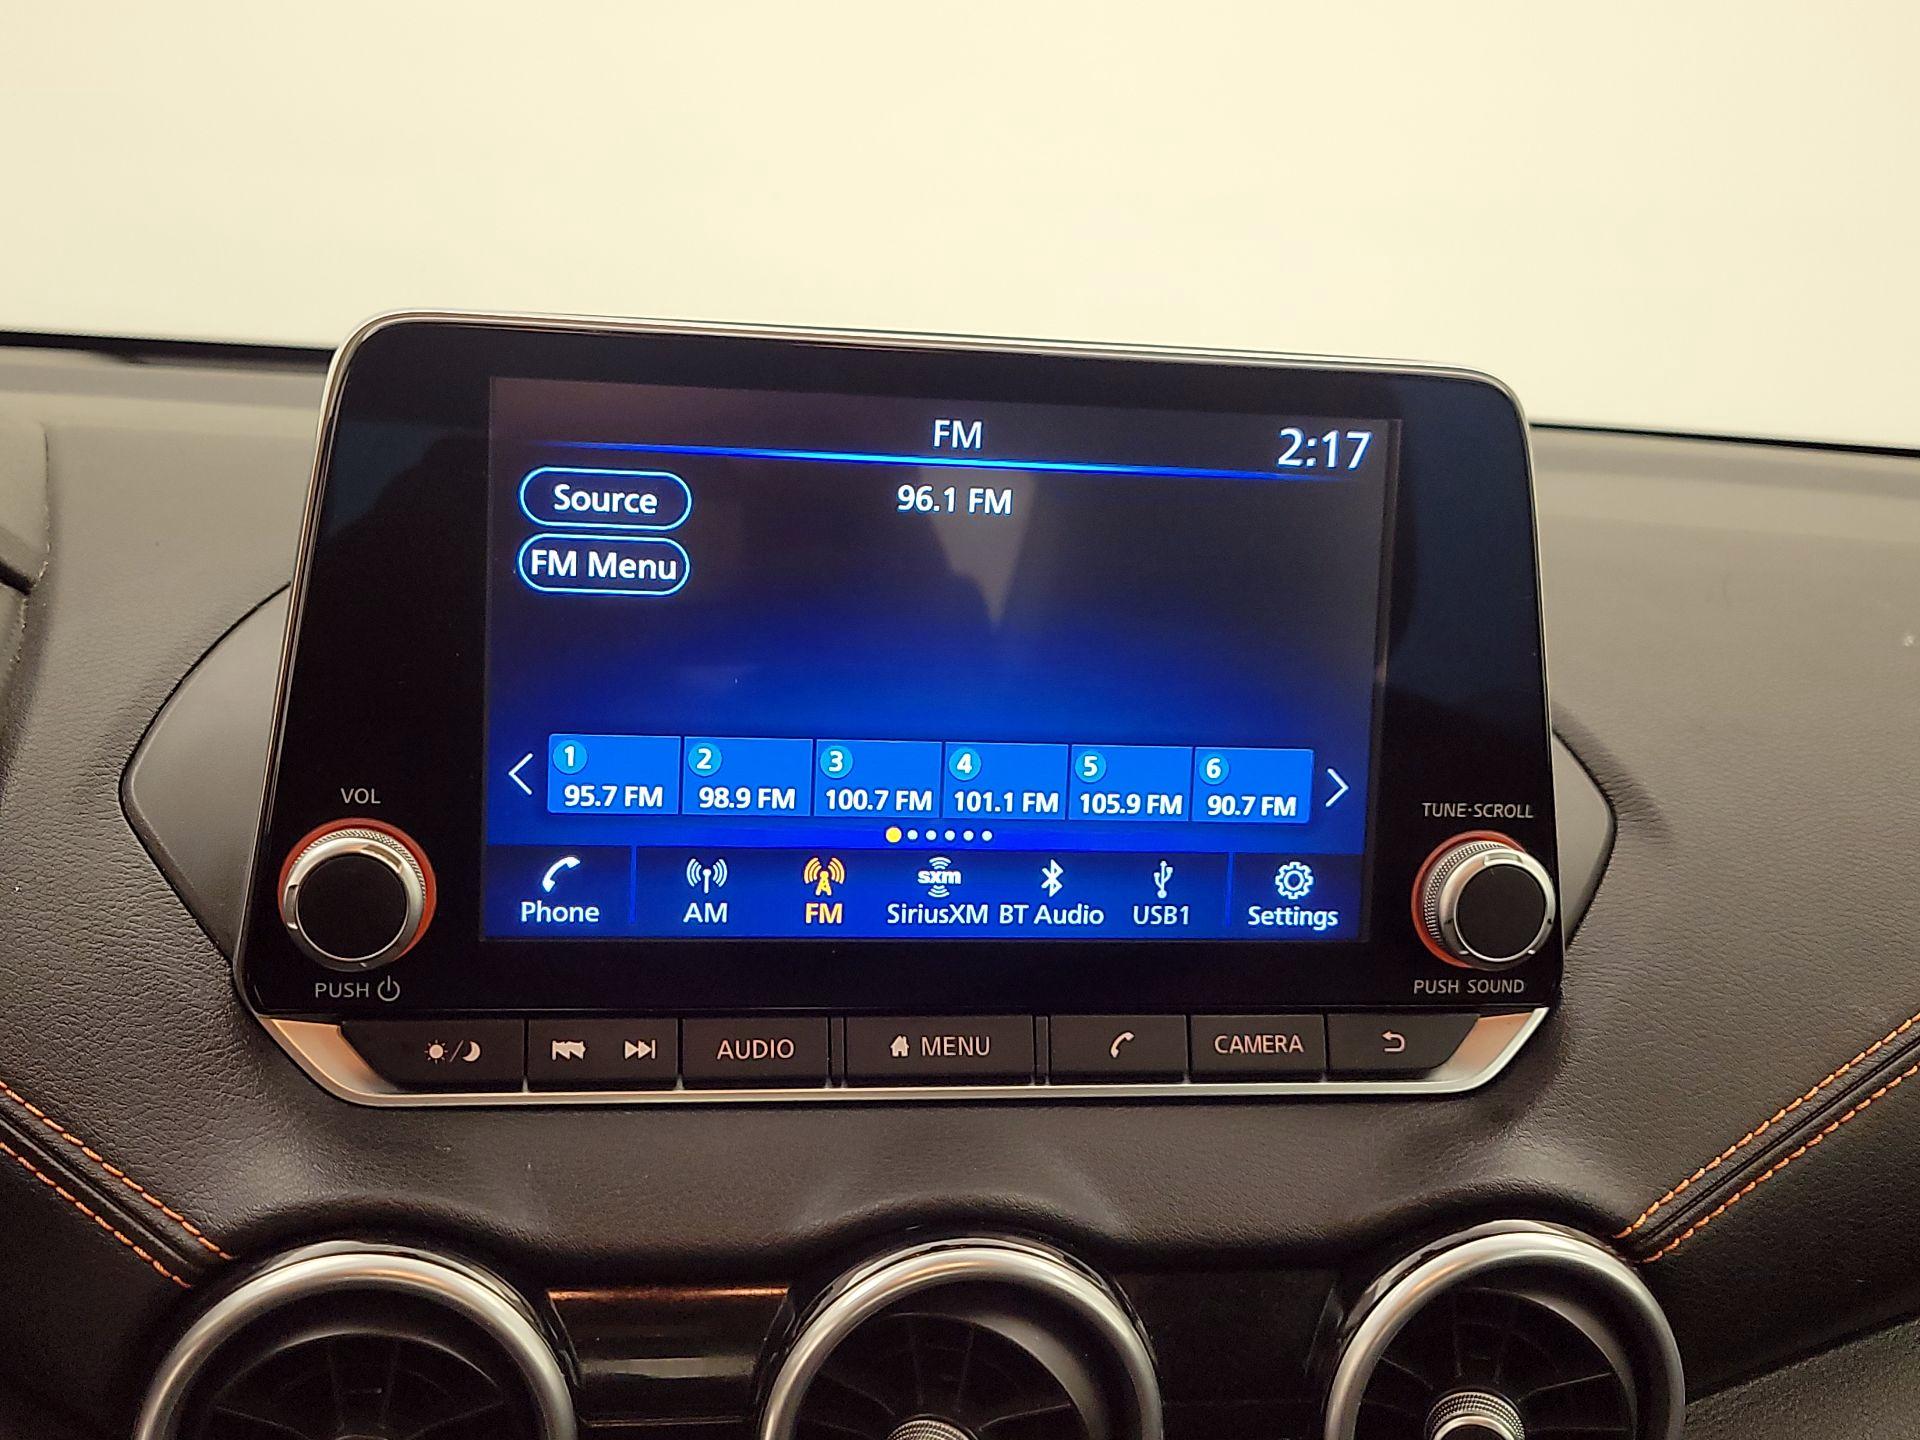 FM
2:17
Source
96.1 FM
FM Menu
1
2
3
4
5
6
95.7 FM
98.9 FM
100.7 FM
101.1 FM
105.9 FM
90.7 FM
VOL
TUNE·SCROLL
sxm
Phone
AM
FM
SiriusXM
BT Audio
USB1
Settings
PUSH
PUSH SOUND
AUDIO
MENU
CAMERA